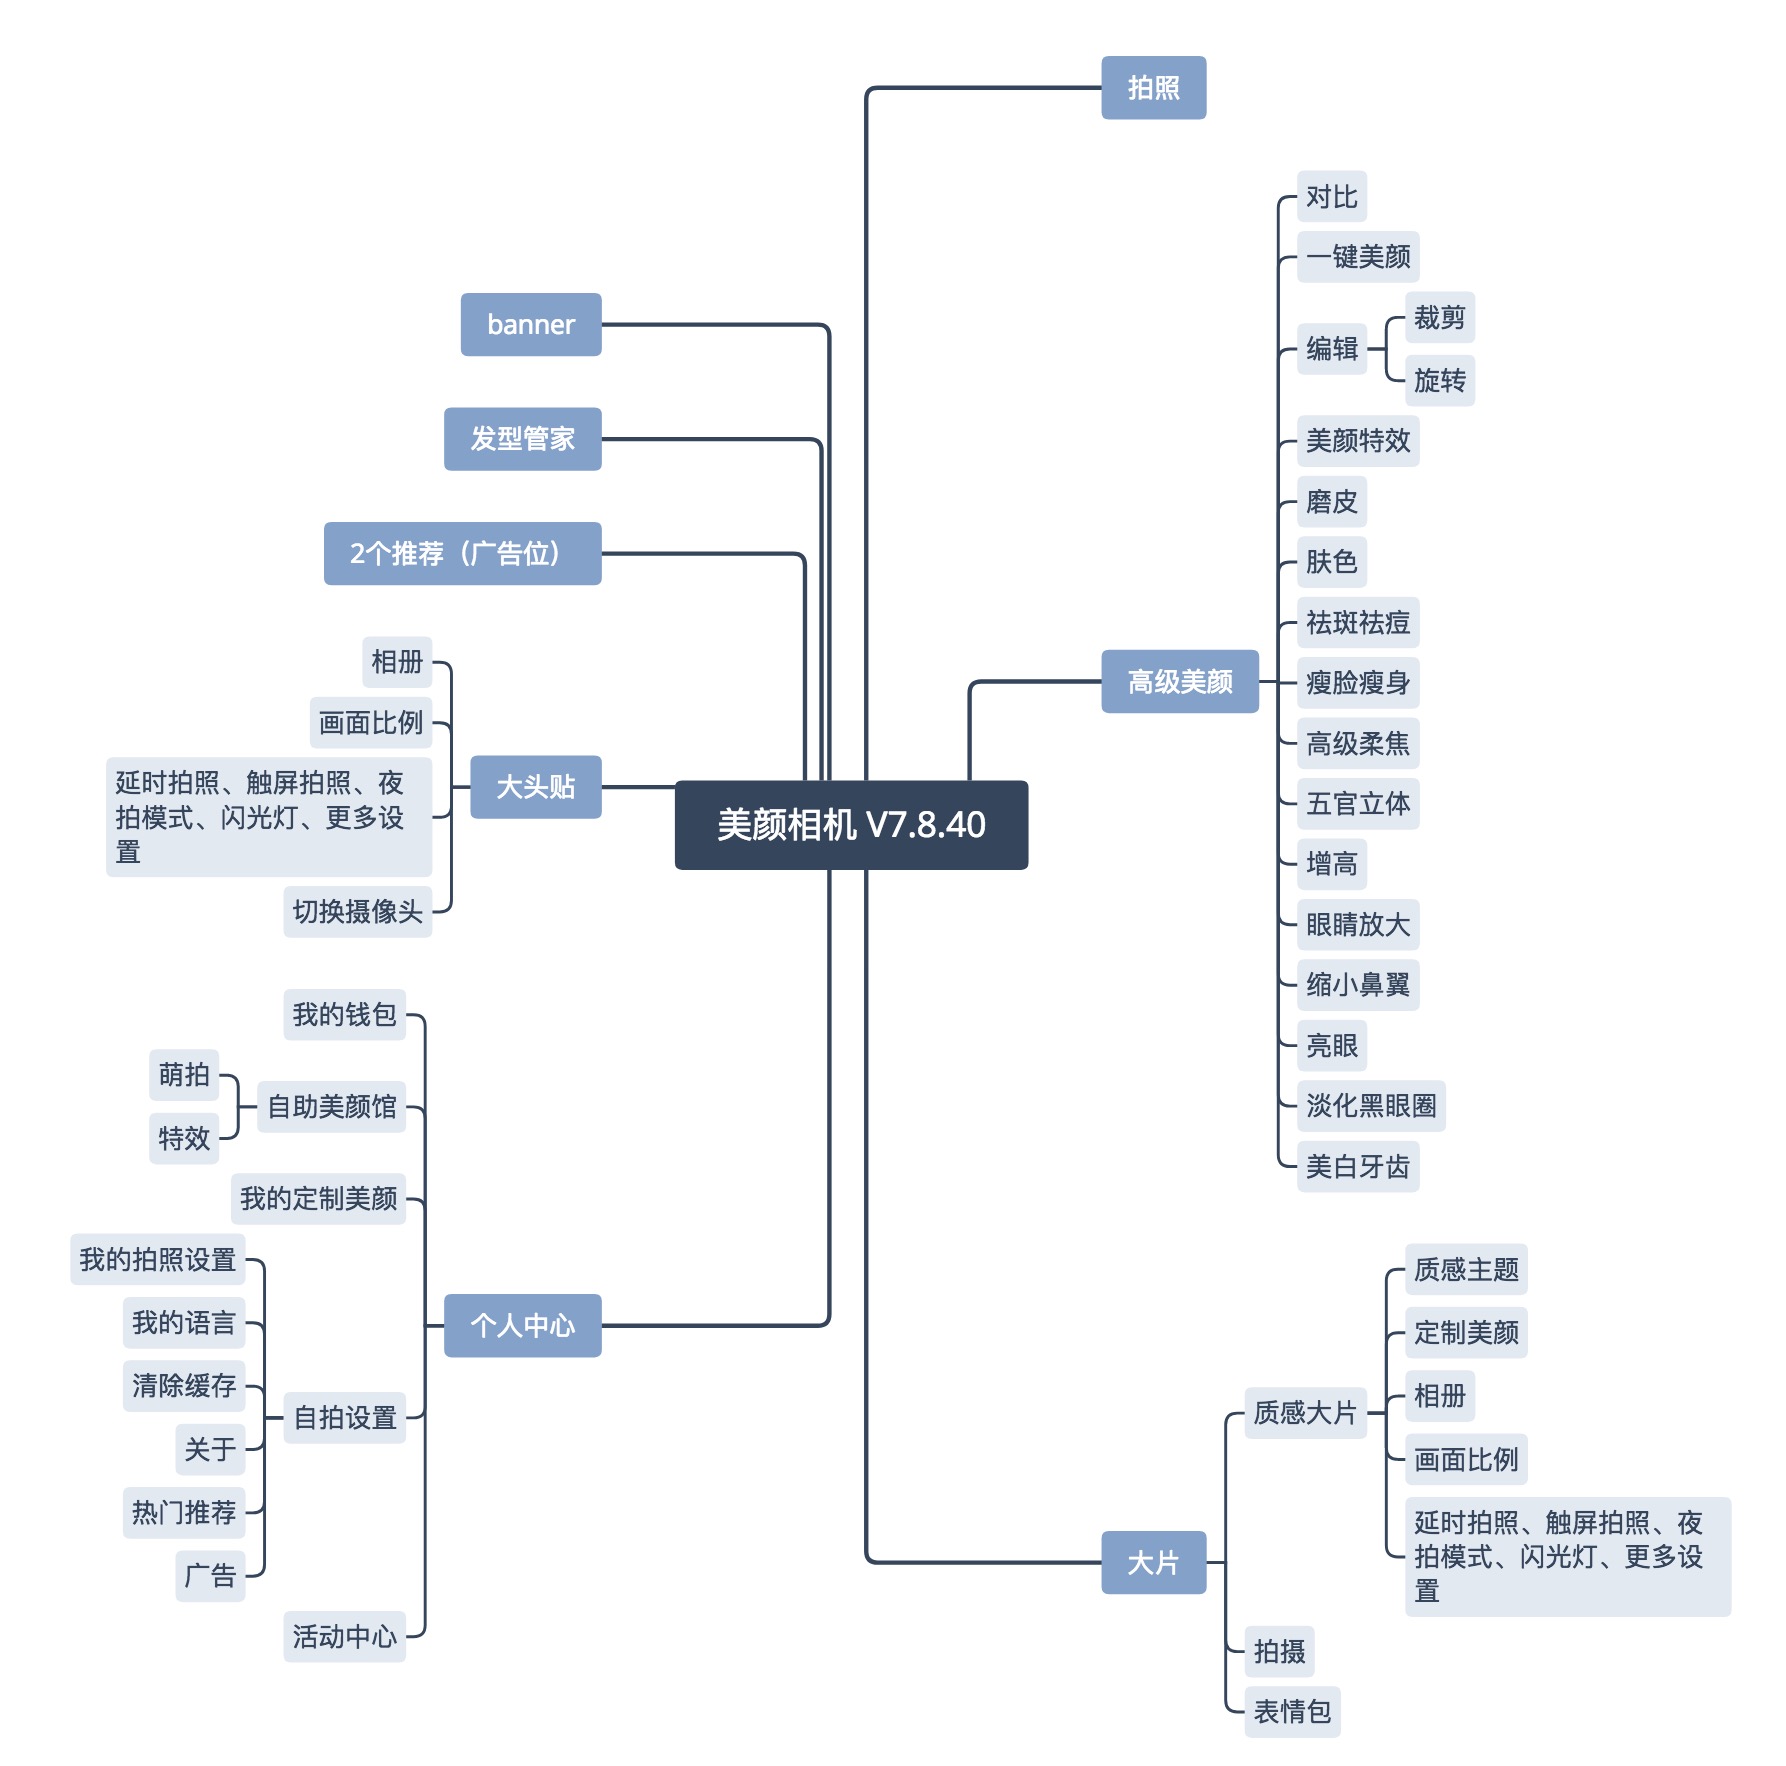 美颜相机 V7.8.40
拍照
高级美颜
对比
一键美颜
编辑
裁剪
旋转
美颜特效
磨皮
肤色
祛斑祛痘
瘦脸瘦身
高级柔焦
五官立体
增高
眼睛放大
缩小鼻翼
亮眼
淡化黑眼圈
美白牙齿
大片
质感大片
质感主题
定制美颜
相册
画面比例
延时拍照、触屏拍照、夜
拍模式、闪光灯、更多设
置
拍摄
表情包
banner
发型管家
2个推荐（广告位）
大头贴
相册
画面比例
延时拍照、触屏拍照、夜
拍模式、闪光灯、更多设
置
切换摄像头
个人中心
我的钱包
自助美颜馆
萌拍
特效
我的定制美颜
自拍设置
我的拍照设置
我的语言
清除缓存
关于
热门推荐
广告
活动中心